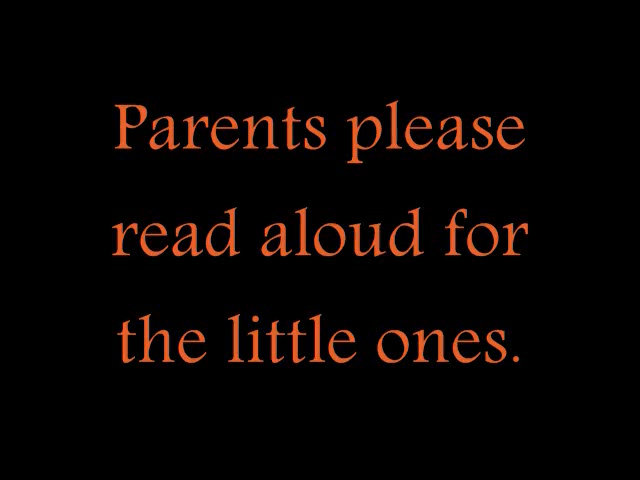 Parents please
read aloud for
the little ones.